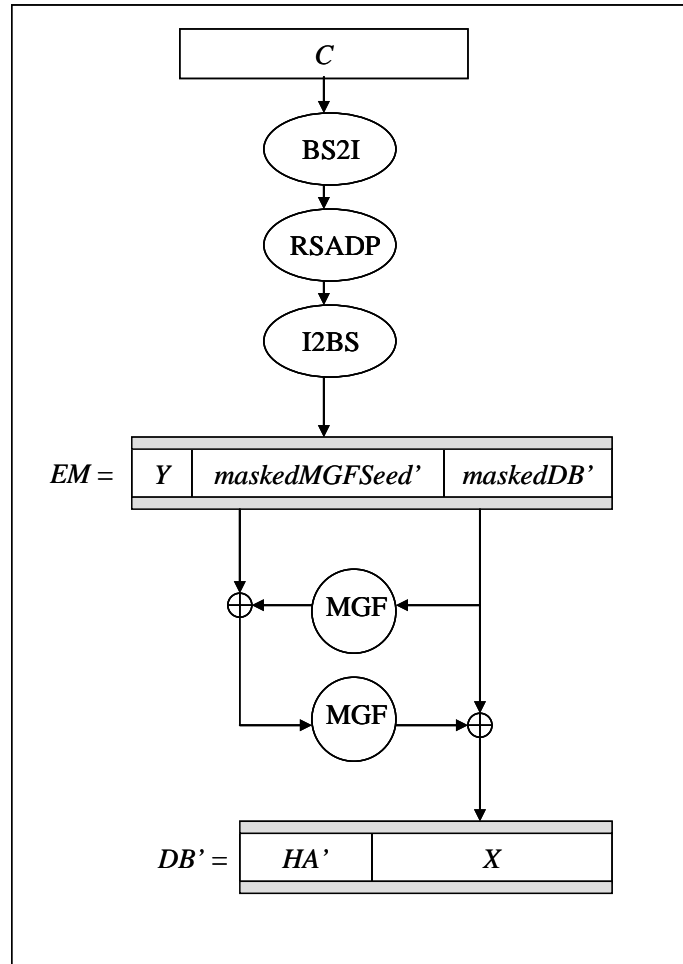 C
BS2I
RSADP
I2BS
EM = Y maskedMGFSeed’ maskedDB’
MGF
MGF
DB’ = HA’ X